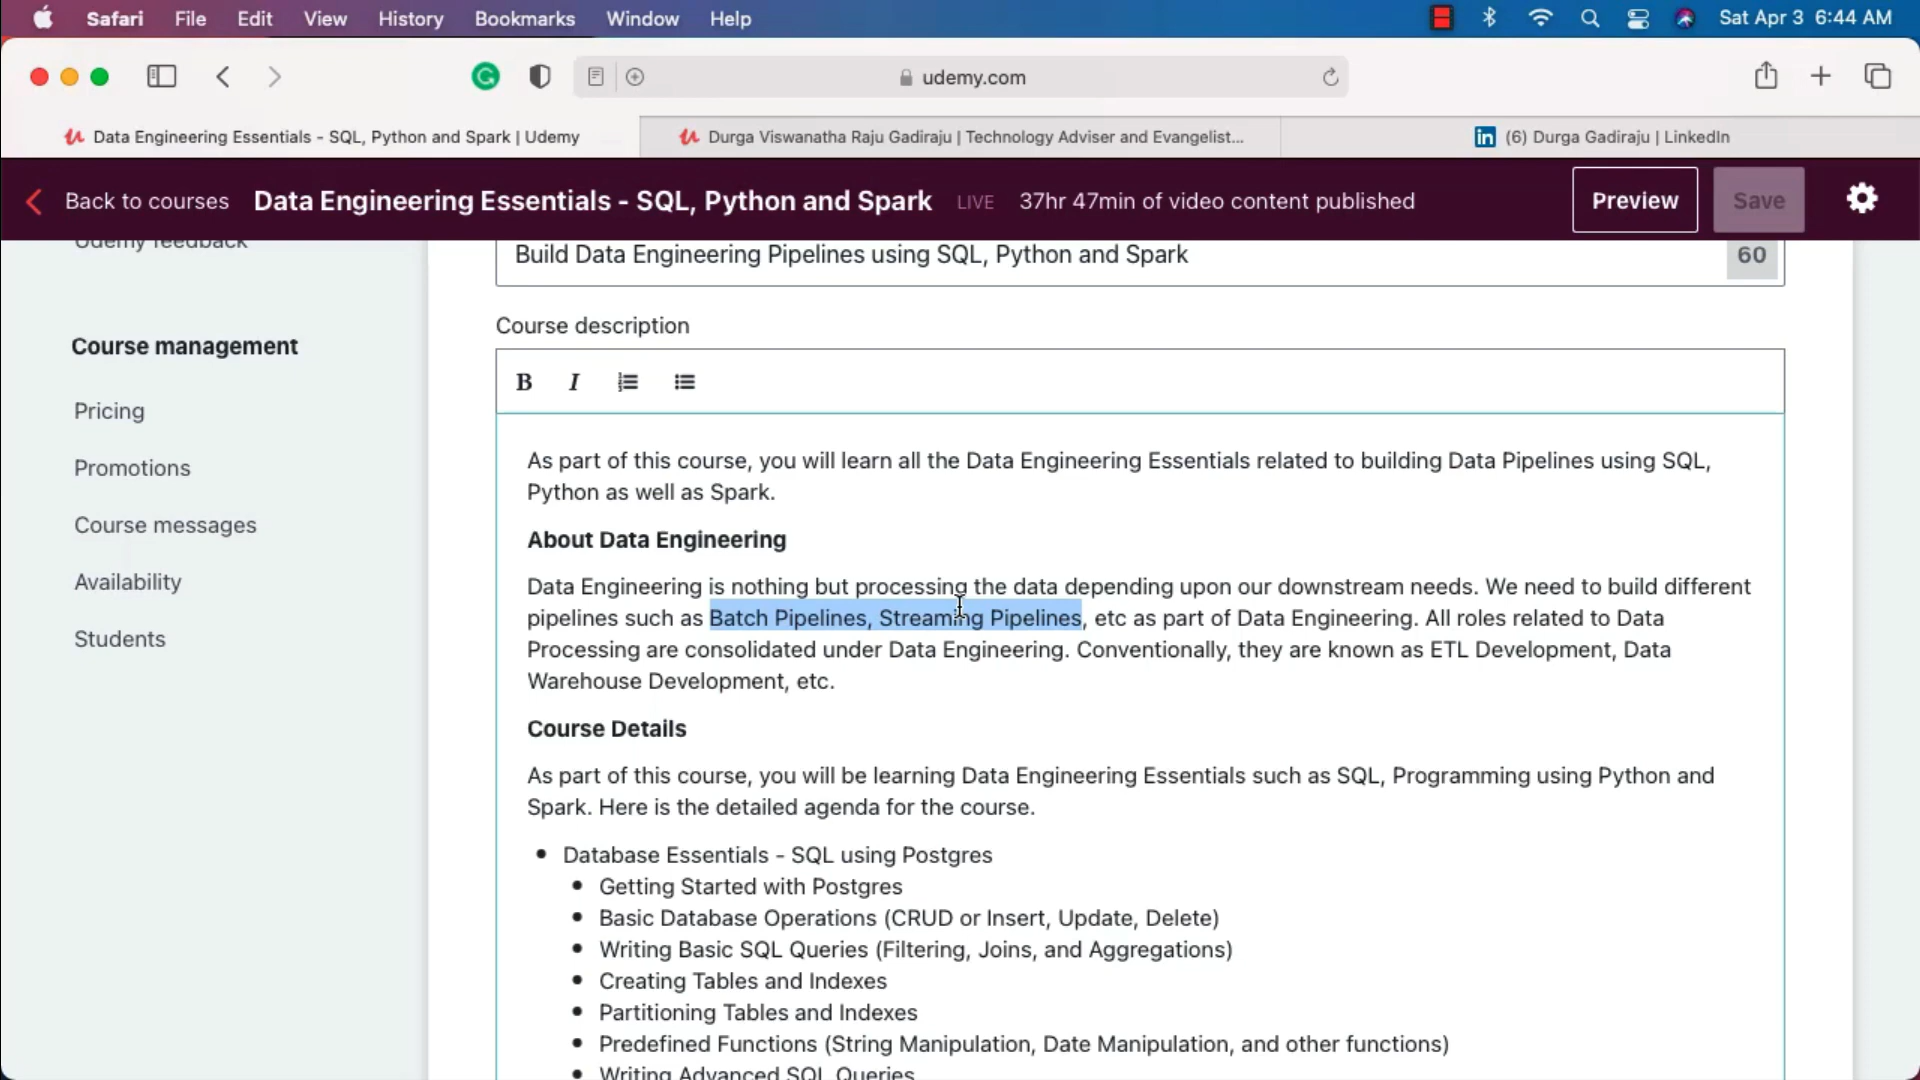 Safari File Edit View History Bookmarks Window Help Sat Apr 3 6:44 AM
udemy.com
Data Engineering Essentials - SQL, Python and Spark | Udemy
Durga Viswanatha Raju Gadiraju | Technology Adviser and Evangelist...
(6) Durga Gadiraju | LinkedIn
Back to courses Data Engineering Essentials - SQL, Python and Spark LIVE 37hr 47min of video content published Preview Save
Udemy feedback
Course management
Pricing
Promotions
Course messages
Availability
Students
Build Data Engineering Pipelines using SQL, Python and Spark 60
Course description
B I
As part of this course, you will learn all the Data Engineering Essentials related to building Data Pipelines using SQL,
Python as well as Spark.
About Data Engineering
Data Engineering is nothing but processing the data depending upon our downstream needs. We need to build different
pipelines such as Batch Pipelines, Streaming Pipelines, etc as part of Data Engineering. All roles related to Data
Processing are consolidated under Data Engineering. Conventionally, they are known as ETL Development, Data
Warehouse Development, etc.
Course Details
As part of this course, you will be learning Data Engineering Essentials such as SQL, Programming using Python and
Spark. Here is the detailed agenda for the course.
Database Essentials - SQL using Postgres
Getting Started with Postgres
Basic Database Operations (CRUD or Insert, Update, Delete)
Writing Basic SQL Queries (Filtering, Joins, and Aggregations)
Creating Tables and Indexes
Partitioning Tables and Indexes
Predefined Functions (String Manipulation, Date Manipulation, and other functions)
Writing Advanced SQL Queries